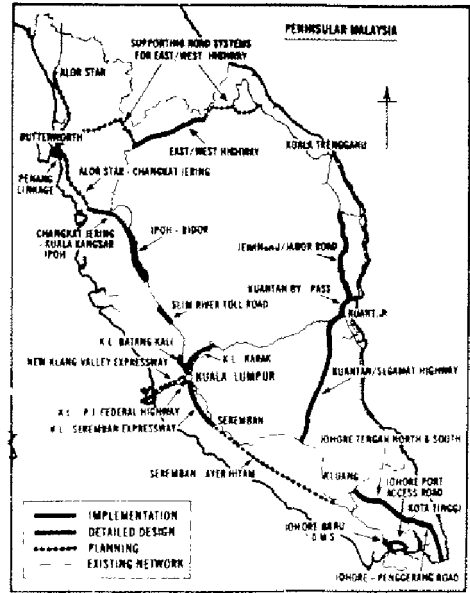 PENINSULAR MALAYSIA
SUPPORTING ROAD SYSTEMS
FOR EAST/WEST HIGHWAY
ALOR STAR
BUTTERWORTH
EAST/WEST HIGHWAY
KUALA TRENGGANU
PENANG
LINKAGE
ALOR STAR - CHANGKAT JERING
CHANGKAT JERING
- KUALA KANGSAR
IPOH
IPOH - BIDOR
JERANGAU/JABOR ROAD
SLIM RIVER TOLL ROAD
KUANTAN BY PASS
KUANTAN
K.L. BATANG KALI
K.L. KARAK
NEW KLANG VALLEY EXPRESSWAY
KUALA LUMPUR
KUANTAN/SEGAMAT HIGHWAY
K.L. P.J. FEDERAL HIGHWAY
K.L. SEREMBAN EXPRESSWAY
SEREMBAN
JOHORE TENGAH NORTH & SOUTH
SEREMBAN - AYER HITAM
KLUANG
JOHORE PORT
ACCESS ROAD
KOTA TINGGI
JOHORE BARU
JOHORE - PENGGERANG ROAD
IMPLEMENTATION
DETAILED DESIGN
PLANNING
EXISTING NETWORK